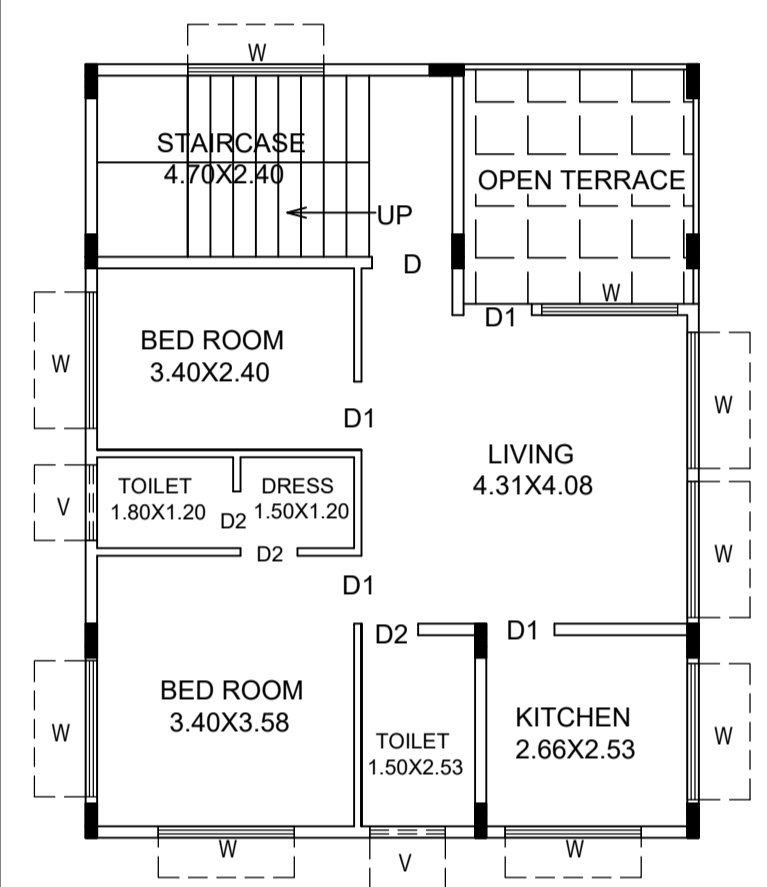 W
STAIRCASE
4.70X2.40
OPEN TERRACE
UP
D
W
D1
BED ROOM
3.40X2.40
W
W
D1
LIVING
4.31X4.08
TOILET
1.80X1.20
DRESS
1.50X1.20
V
D2
D2
W
D1
D2
D1
BED ROOM
3.40X3.58
W
KITCHEN
2.66X2.53
W
TOILET
1.50X2.53
W
V
W